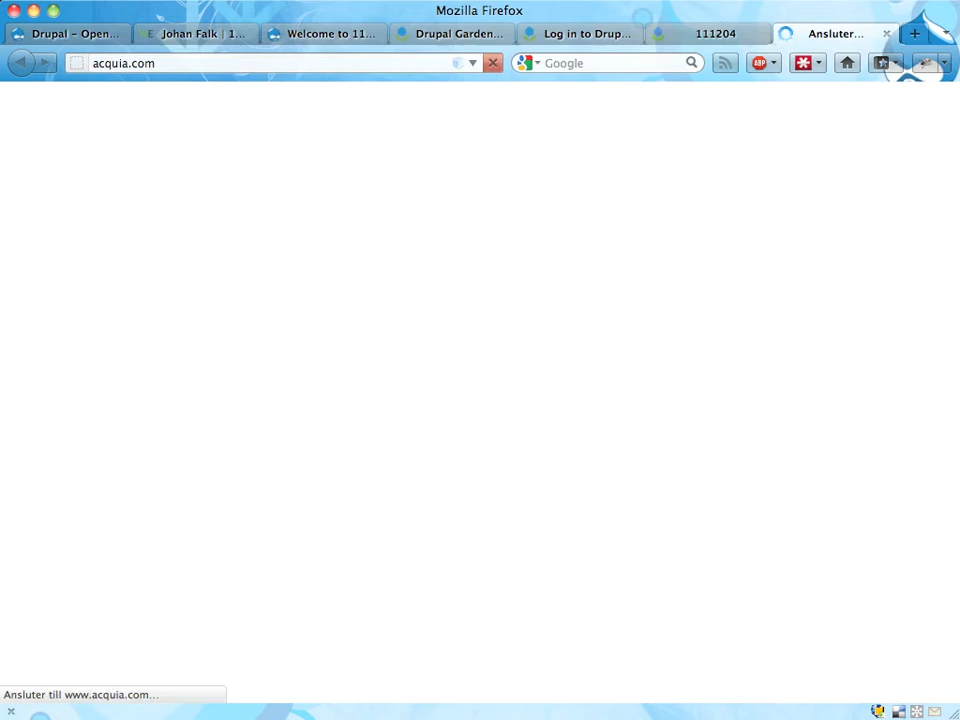 Mozilla Firefox
Drupal – Open... E Johan Falk | 1... Welcome to 11... Drupal Garden... Log in to Drup... 111204 Ansluter...
acquia.com Google ABP
Ansluter till www.acquia.com...